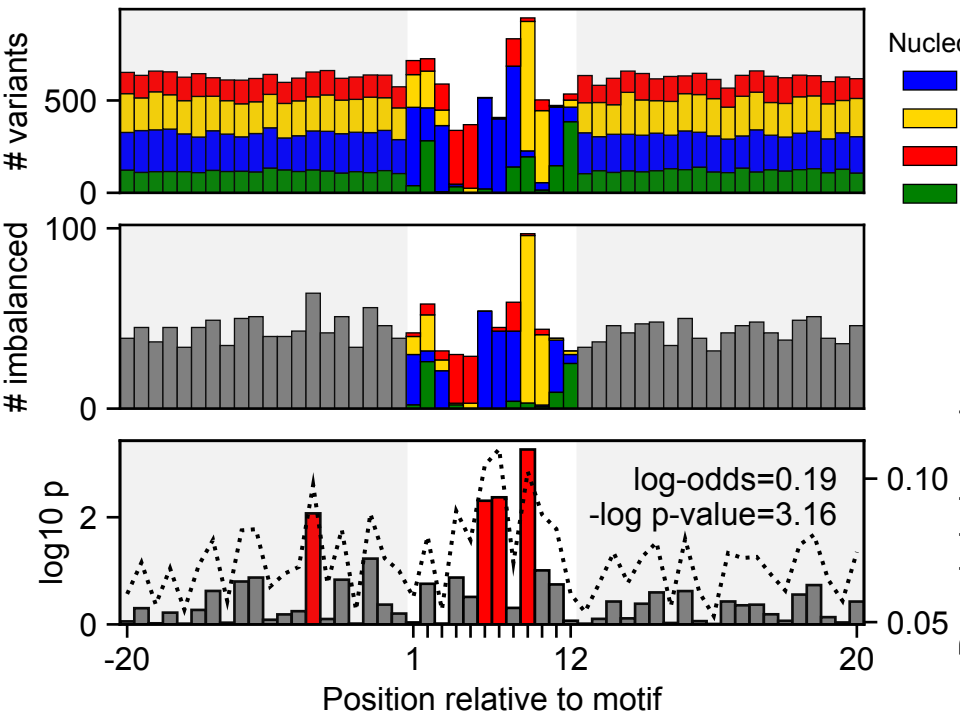 # variants
500
0
Nucleo
# imbalanced
100
0
log10 p
2
0
log-odds=0.19
-log p-value=3.16
0.10
0.05
-20
1
12
20
Position relative to motif